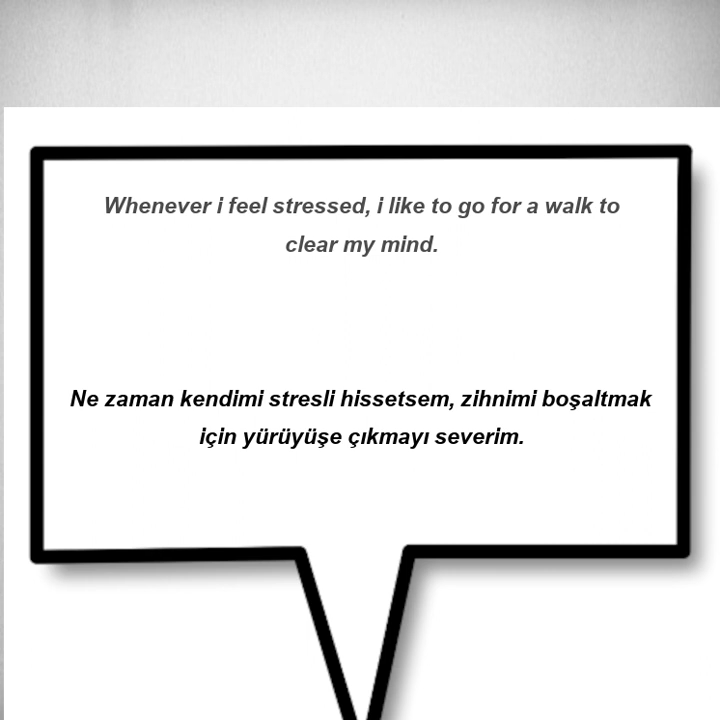 Whenever i feel stressed, i like to go for a walk to
clear my mind.
Ne zaman kendimi stresli hissetsem, zihnimi boşaltmak
için yürüyüşe çıkmayı severim.